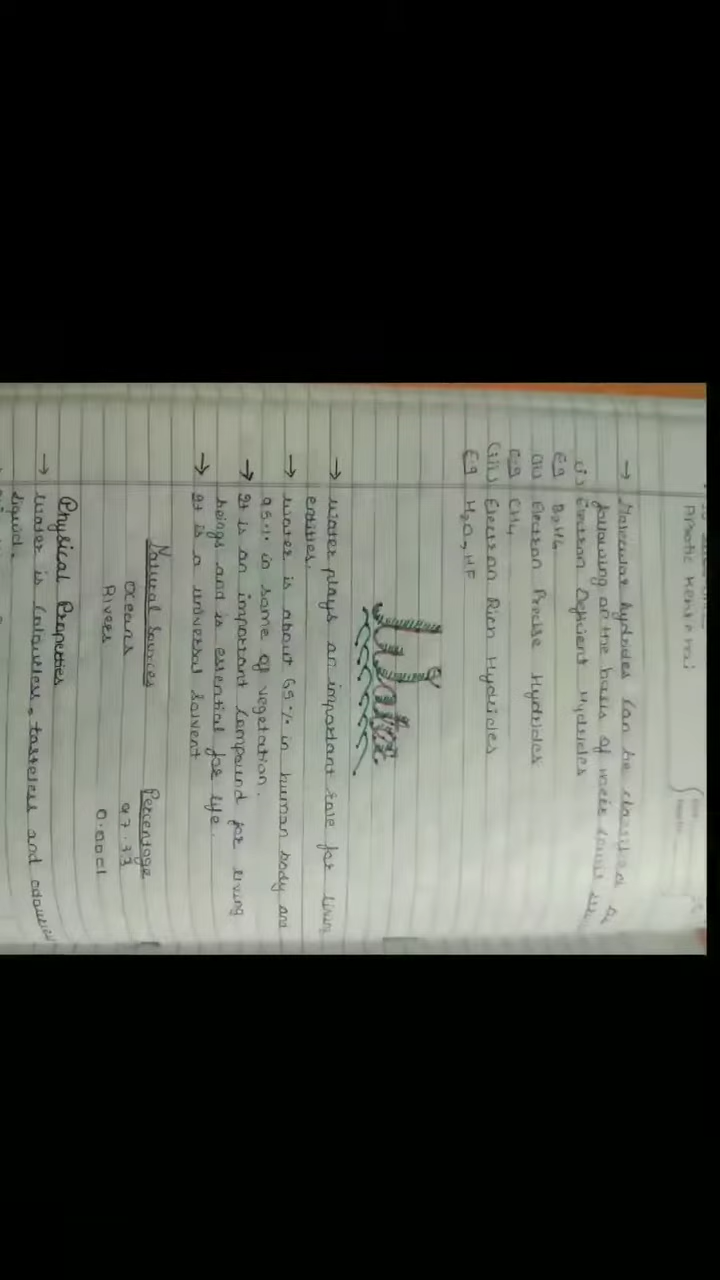 → Molecular hydrides can be classified as
following on the basis of their
(i) Electron Deficient Hydrides
Eg B2H6
(ii) Electron Precise Hydrides
Eg CH4
(iii) Electron Rich Hydrides
Eg H2O, HF
Water
→ Water plays an important role for livin
entities.
→ Water is about 65% in human body and
95% in some of vegetation.
→ It is an important compound for living
beings and is essential for life.
→ It is a universal solvent
Natural Sources Percentage
Oceans 97.33
Rivers 0.0001
Physical Properties
→ Water is colourless, tasteless and
liquid.